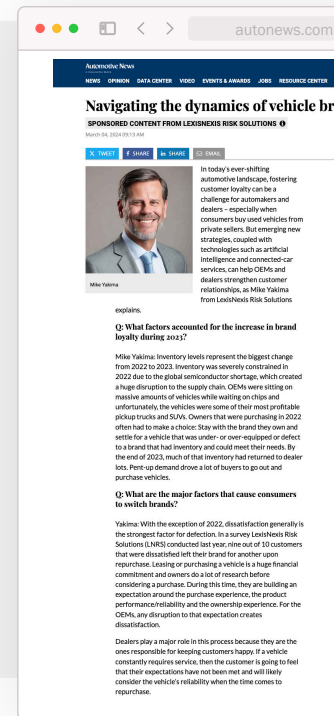 autonews.com
Automotive News
NEWS OPINION DATA CENTER VIDEO EVENTS & AWARDS JOBS RESOURCE CENTER
Navigating the dynamics of vehicle br
SPONSORED CONTENT FROM LEXISNEXIS RISK SOLUTIONS
March 04, 2024 09:13 AM
TWEET SHARE SHARE EMAIL
In today's ever-shifting
automotive landscape, fostering
customer loyalty can be a
challenge for automakers and
dealers – especially when
consumers buy used vehicles from
private sellers. But emerging new
strategies, coupled with
technologies such as artificial
intelligence and connected-car
services, can help OEMs and
dealers strengthen customer
relationships, as Mike Yakima
from LexisNexis Risk Solutions
Mike Yakima
explains.
Q: What factors accounted for the increase in brand
loyalty during 2023?
Mike Yakima: Inventory levels represent the biggest change
from 2022 to 2023. Inventory was severely constrained in
2022 due to the global semiconductor shortage, which created
a huge disruption to the supply chain. OEMs were sitting on
massive amounts of vehicles while waiting on chips and
unfortunately, the vehicles were some of their most profitable
pickup trucks and SUVs. Owners that were purchasing in 2022
often had to make a choice: Stay with the brand they own and
settle for a vehicle that was under- or over-equipped or defect
to a brand that had inventory and could meet their needs. By
the end of 2023, much of that inventory had returned to dealer
lots. Pent-up demand drove a lot of buyers to go out and
purchase vehicles.
Q: What are the major factors that cause consumers
to switch brands?
Yakima: With the exception of 2022, dissatisfaction generally is
the strongest factor for defection. In a survey LexisNexis Risk
Solutions (LNRS) conducted last year, nine out of 10 customers
that were dissatisfied left their brand for another upon
repurchase. Leasing or purchasing a vehicle is a huge financial
commitment and owners do a lot of research before
considering a purchase. During this time, they are building an
expectation around the purchase experience, the product
performance/reliability and the ownership experience. For the
OEMs, any disruption to that expectation creates
dissatisfaction.
Dealers play a major role in this process because they are the
ones responsible for keeping customers happy. If a vehicle
constantly requires service, then the customer is going to feel
that their expectations have not been met and will likely
consider the vehicle's reliability when the time comes to
repurchase.